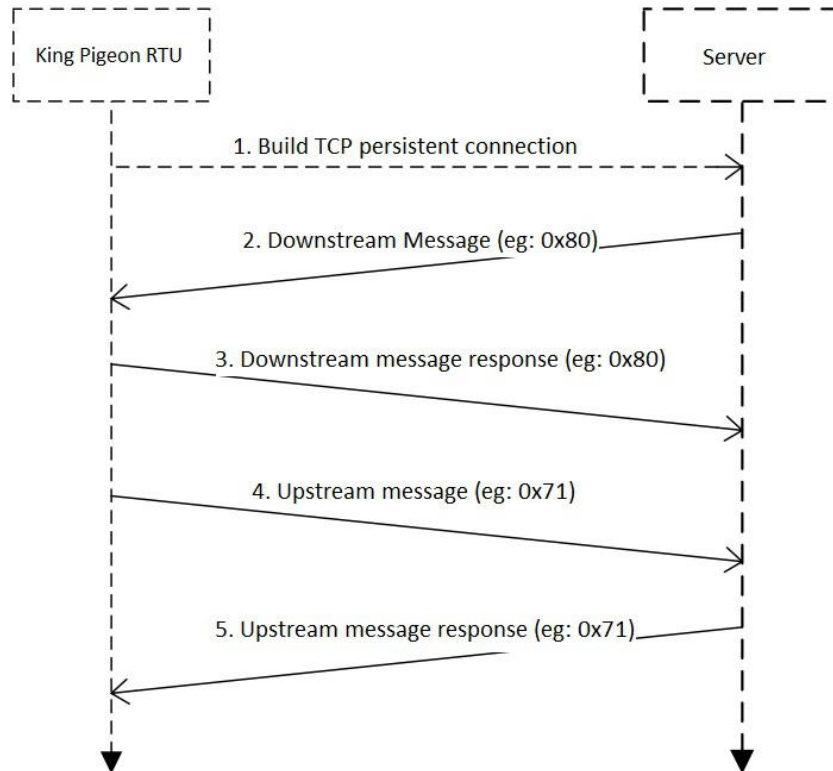 King Pigeon RTU
Server
1. Build TCP persistent connection
2. Downstream Message (eg: 0x80)
3. Downstream message response (eg: 0x80)
4. Upstream message (eg: 0x71)
5. Upstream message response (eg: 0x71)